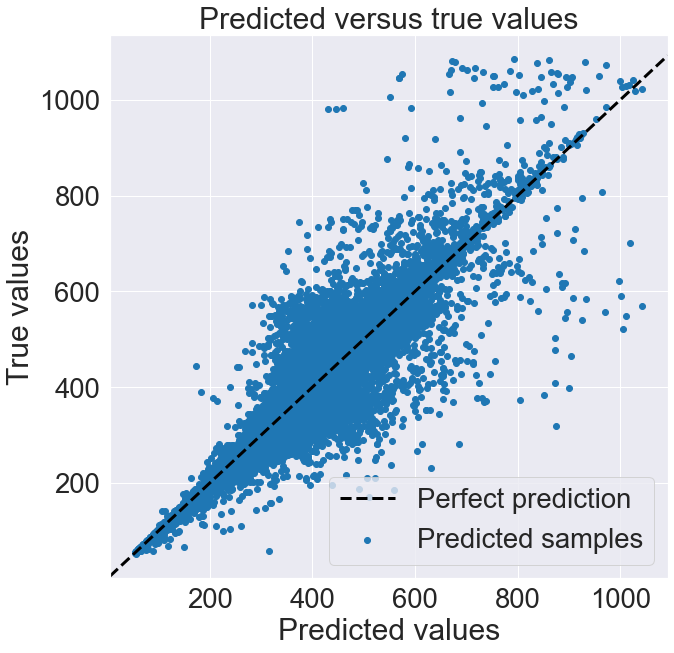 Predicted versus true values
True values
1000
800
600
400
200
Perfect prediction
Predicted samples
200 400 600 800 1000
Predicted values